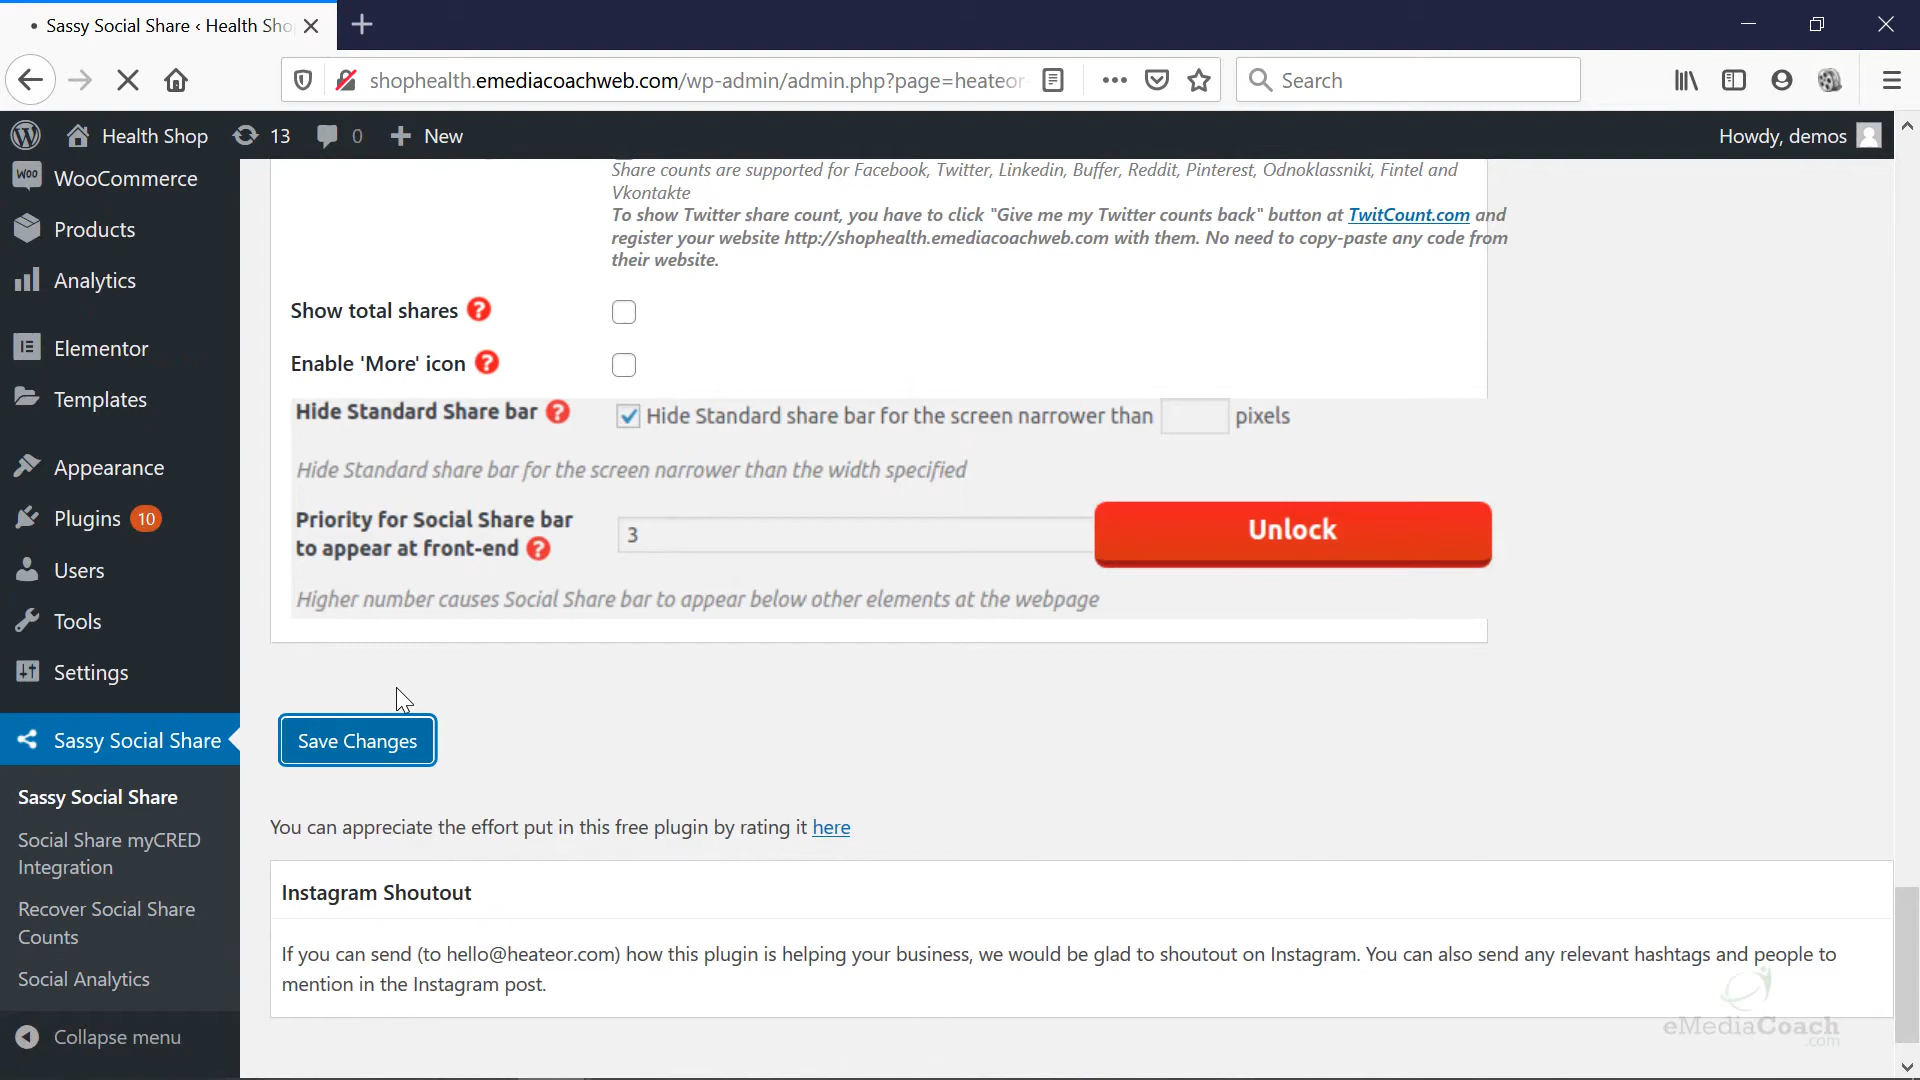 Sassy Social Share ‹ Health Sho
shophealth.emediacoachweb.com/wp-admin/admin.php?page=heateor
Search
Health Shop
13
0
New
Howdy, demos
WooCommerce
Products
Analytics
Elementor
Templates
Appearance
Plugins 10
Users
Tools
Settings
Sassy Social Share
Sassy Social Share
Social Share myCRED
Integration
Recover Social Share
Counts
Social Analytics
Collapse menu
Share counts are supported for Facebook, Twitter, Linkedin, Buffer, Reddit, Pinterest, Odnoklassniki, Fintel and
Vkontakte
To show Twitter share count, you have to click "Give me my Twitter counts back" button at TwitCount.com and
register your website http://shophealth.emediacoachweb.com with them. No need to copy-paste any code from
their website.
Show total shares ?
Enable 'More' icon ?
Hide Standard Share bar ? Hide Standard share bar for the screen narrower than pixels
Hide Standard share bar for the screen narrower than the width specified
Priority for Social Share bar
to appear at front-end ?
3
Unlock
Higher number causes Social Share bar to appear below other elements at the webpage
Save Changes
You can appreciate the effort put in this free plugin by rating it here
Instagram Shoutout
If you can send (to hello@heateor.com) how this plugin is helping your business, we would be glad to shoutout on Instagram. You can also send any relevant hashtags and people to
mention in the Instagram post.
eMediaCoach
.com